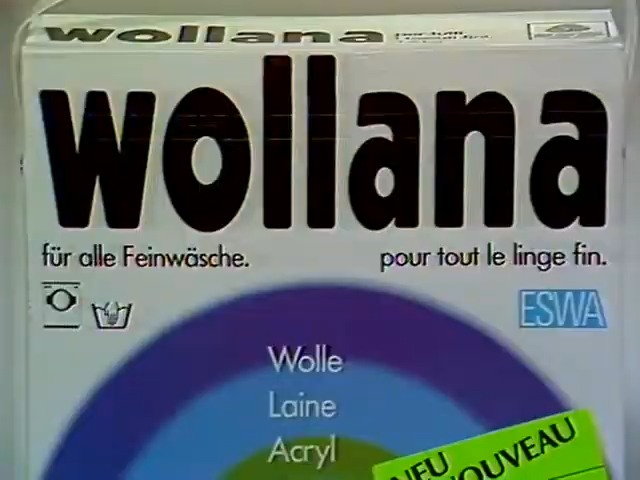 wollana
wollana
für alle Feinwäsche.
pour tout le linge fin.
ESWA
Wolle
Laine
Acryl
NEU
NOUVEAU